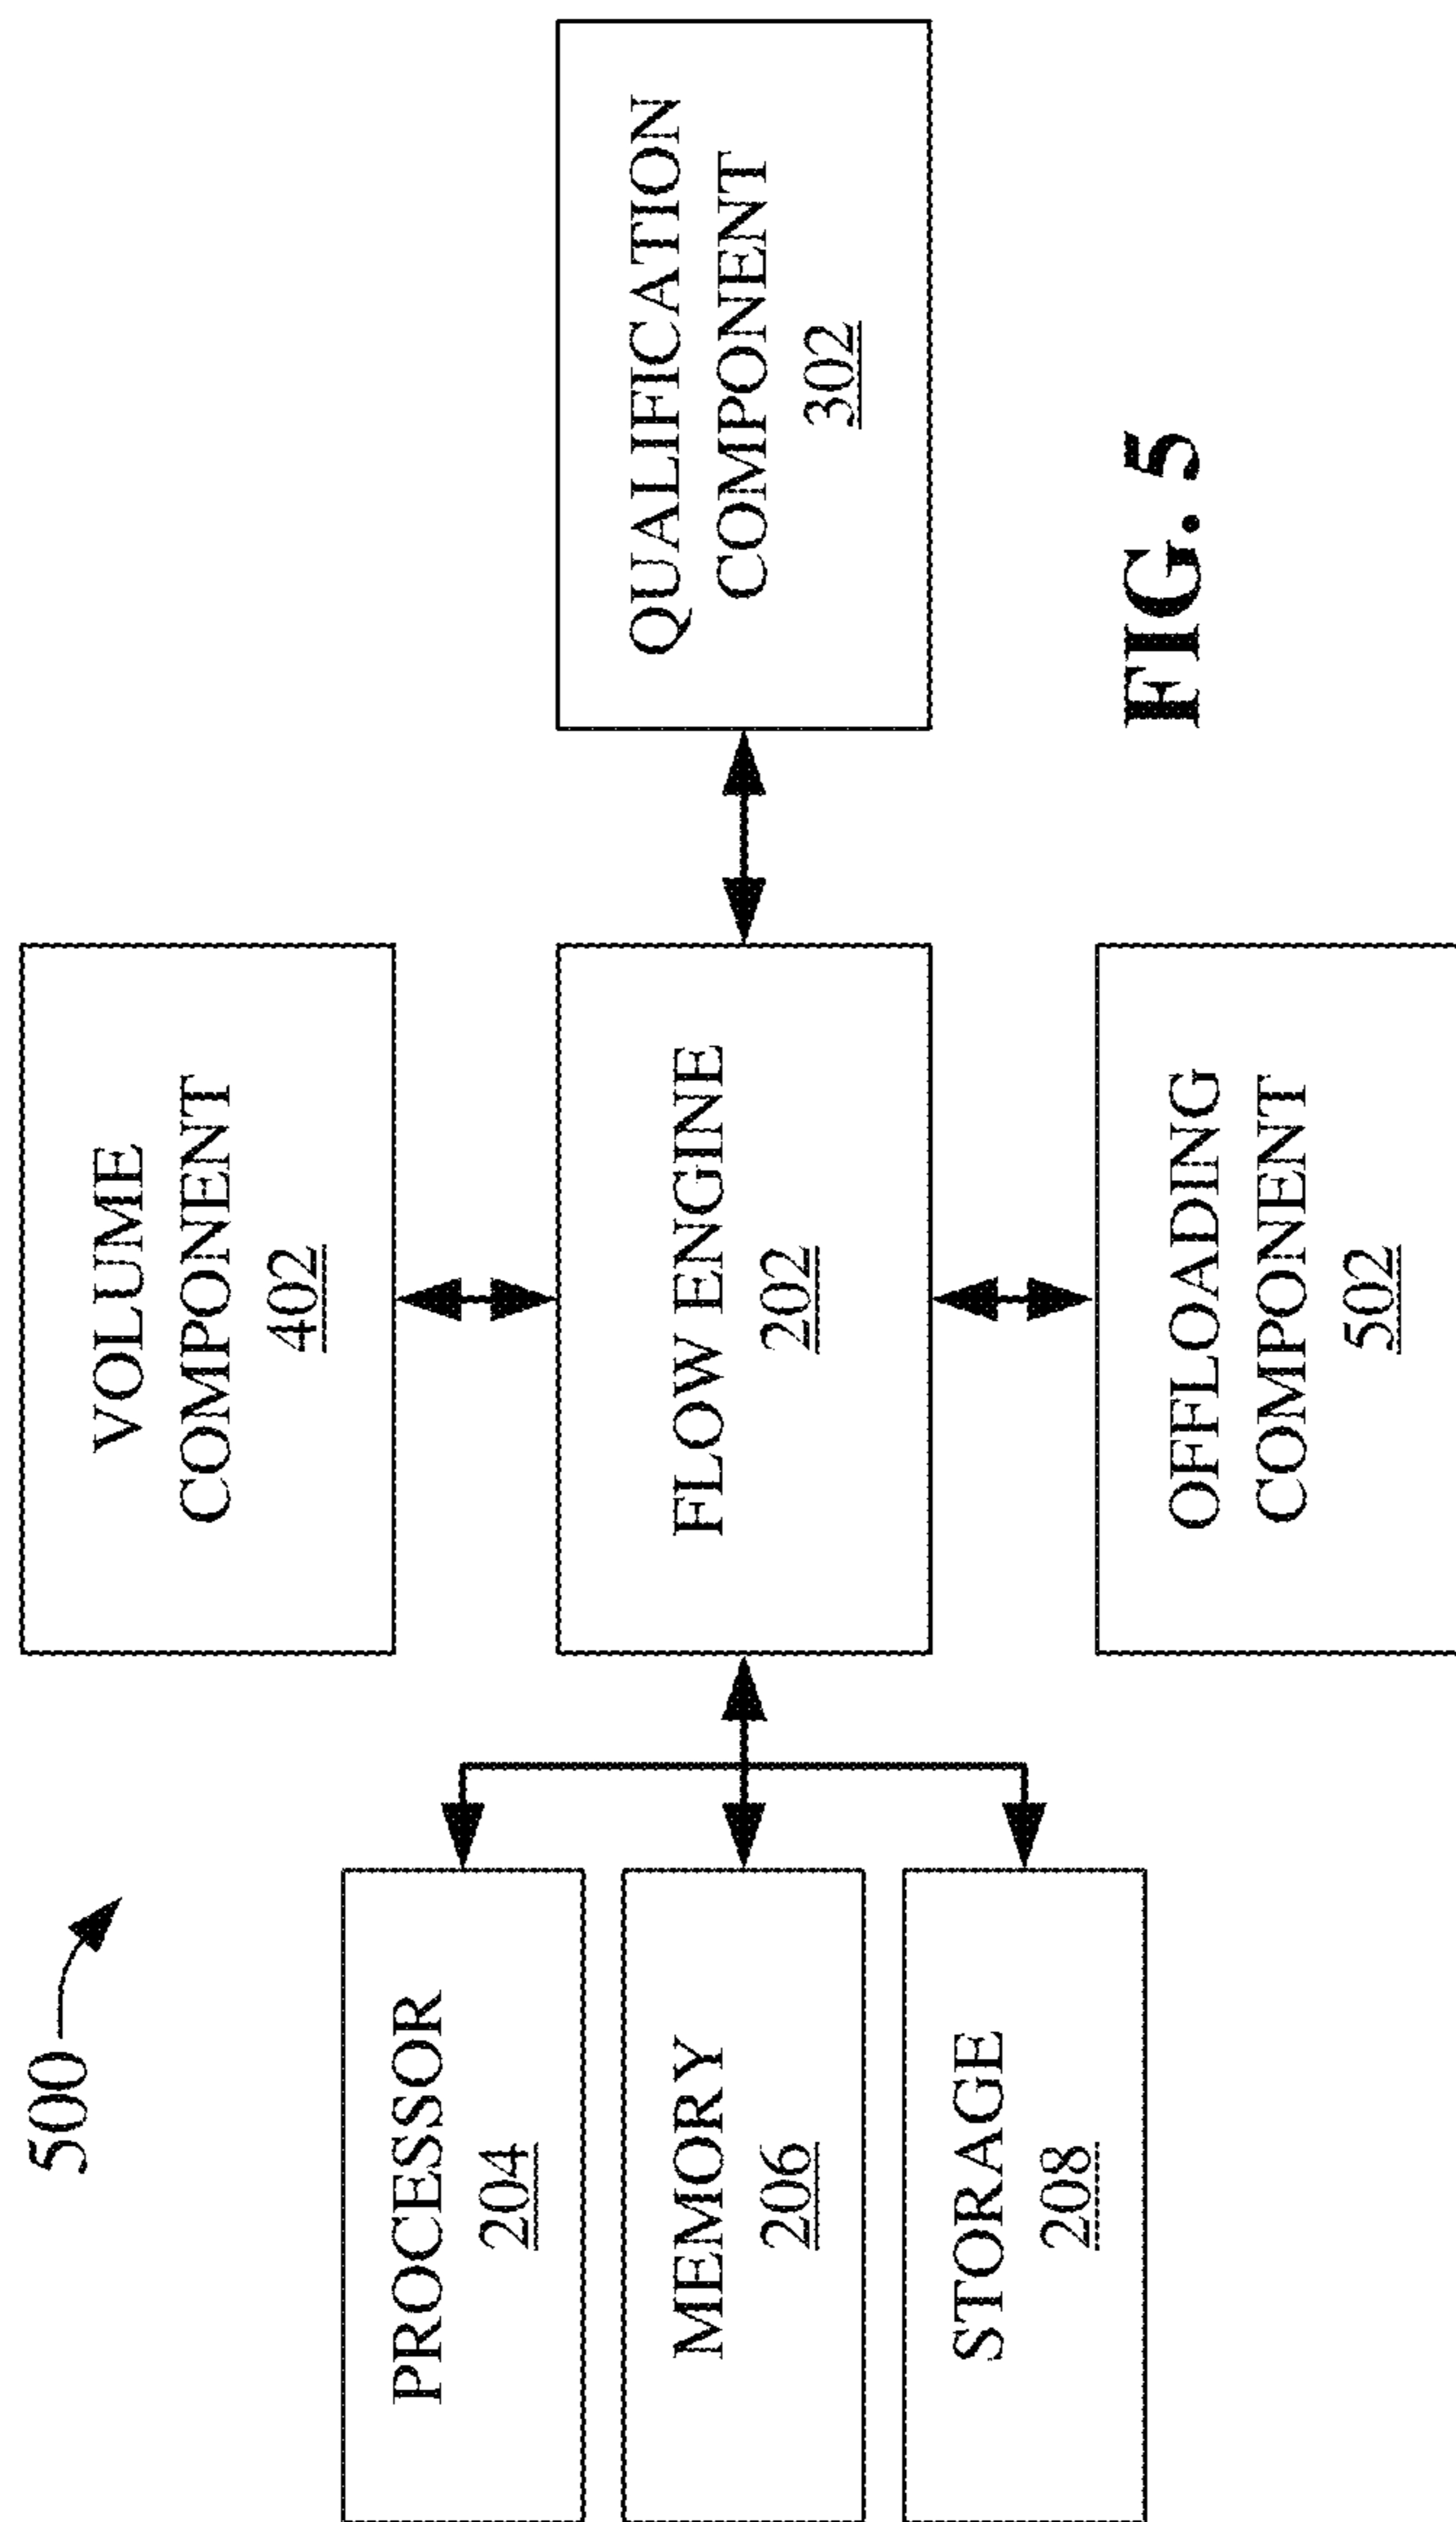 500
VOLUME
COMPONENT
402
PROCESSOR
204
MEMORY
206
STORAGE
208
FLOW ENGINE
202
QUALIFICATION
COMPONENT
302
OFFLOADING
COMPONENT
502
FIG. 5